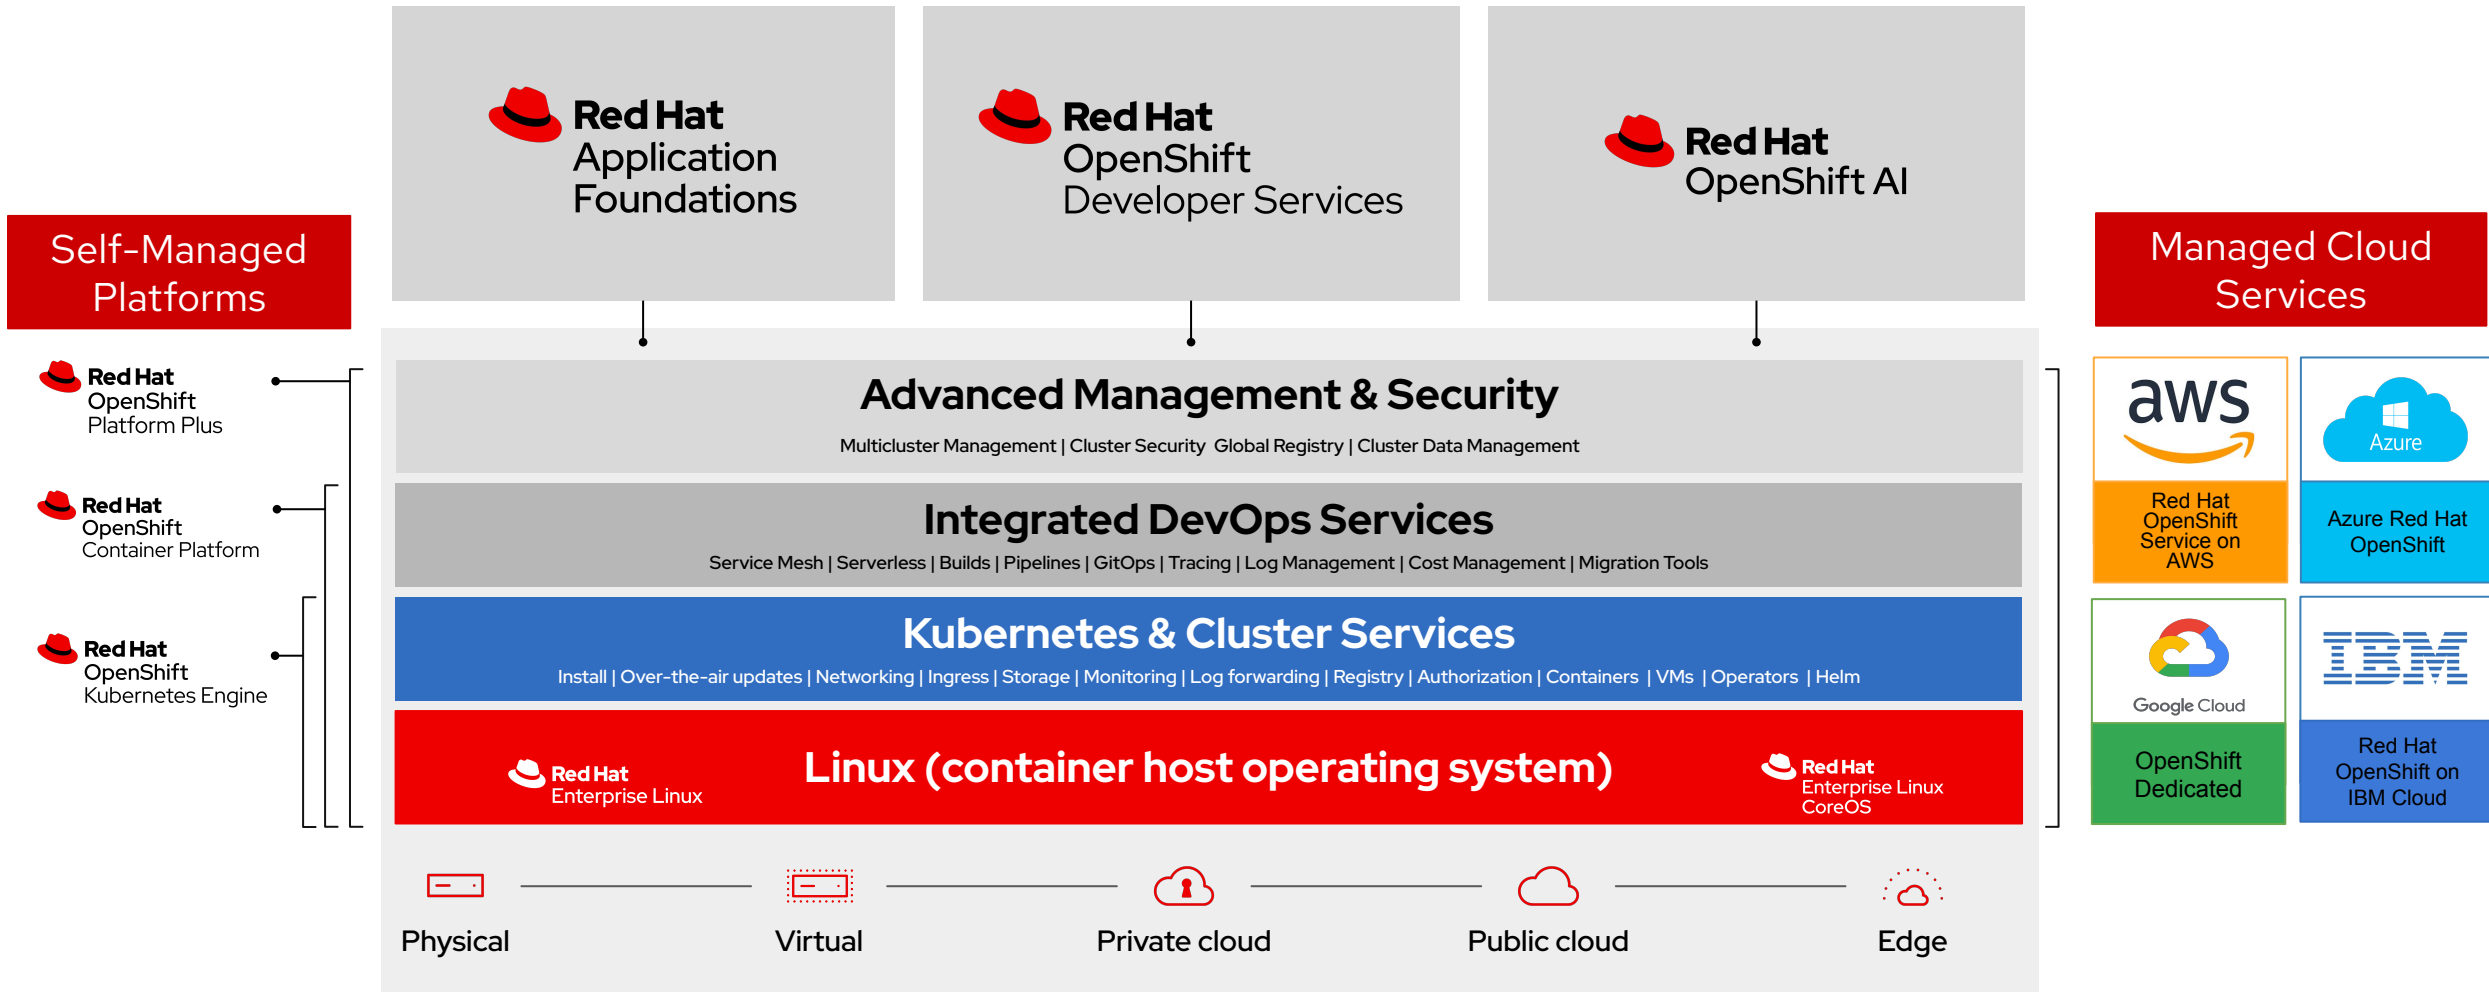 Red Hat
Application
Foundations
Red Hat
OpenShift
Developer Services
Red Hat
OpenShift AI
Self-Managed
Platforms
Red Hat
OpenShift
Platform Plus
Red Hat
OpenShift
Container Platform
Red Hat
OpenShift
Kubernetes Engine
Advanced Management & Security
Multicluster Management | Cluster Security  Global Registry | Cluster Data Management
Integrated DevOps Services
Service Mesh | Serverless | Builds | Pipelines | GitOps | Tracing | Log Management | Cost Management | Migration Tools
Kubernetes & Cluster Services
Install | Over-the-air updates | Networking | Ingress | Storage | Monitoring | Log forwarding | Registry | Authorization | Containers | VMs | Operators | Helm
Red Hat
Enterprise Linux
Linux (container host operating system)
Red Hat
Enterprise Linux
CoreOS
Physical
Virtual
Private cloud
Public cloud
Edge
Managed Cloud
Services
aws
Red Hat
OpenShift
Service on
AWS
Azure
Azure Red Hat
OpenShift
Google Cloud
OpenShift
Dedicated
IBM
Red Hat
OpenShift on
IBM Cloud